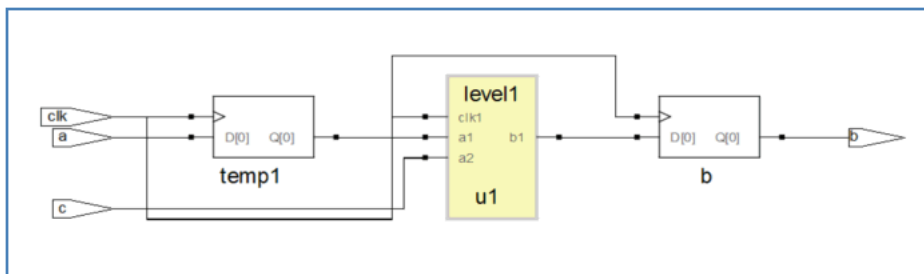 clk
a
c
D[0] Q[0]
temp1
level1
clk1
a1 b1
a2
u1
D[0] Q[0]
b
b